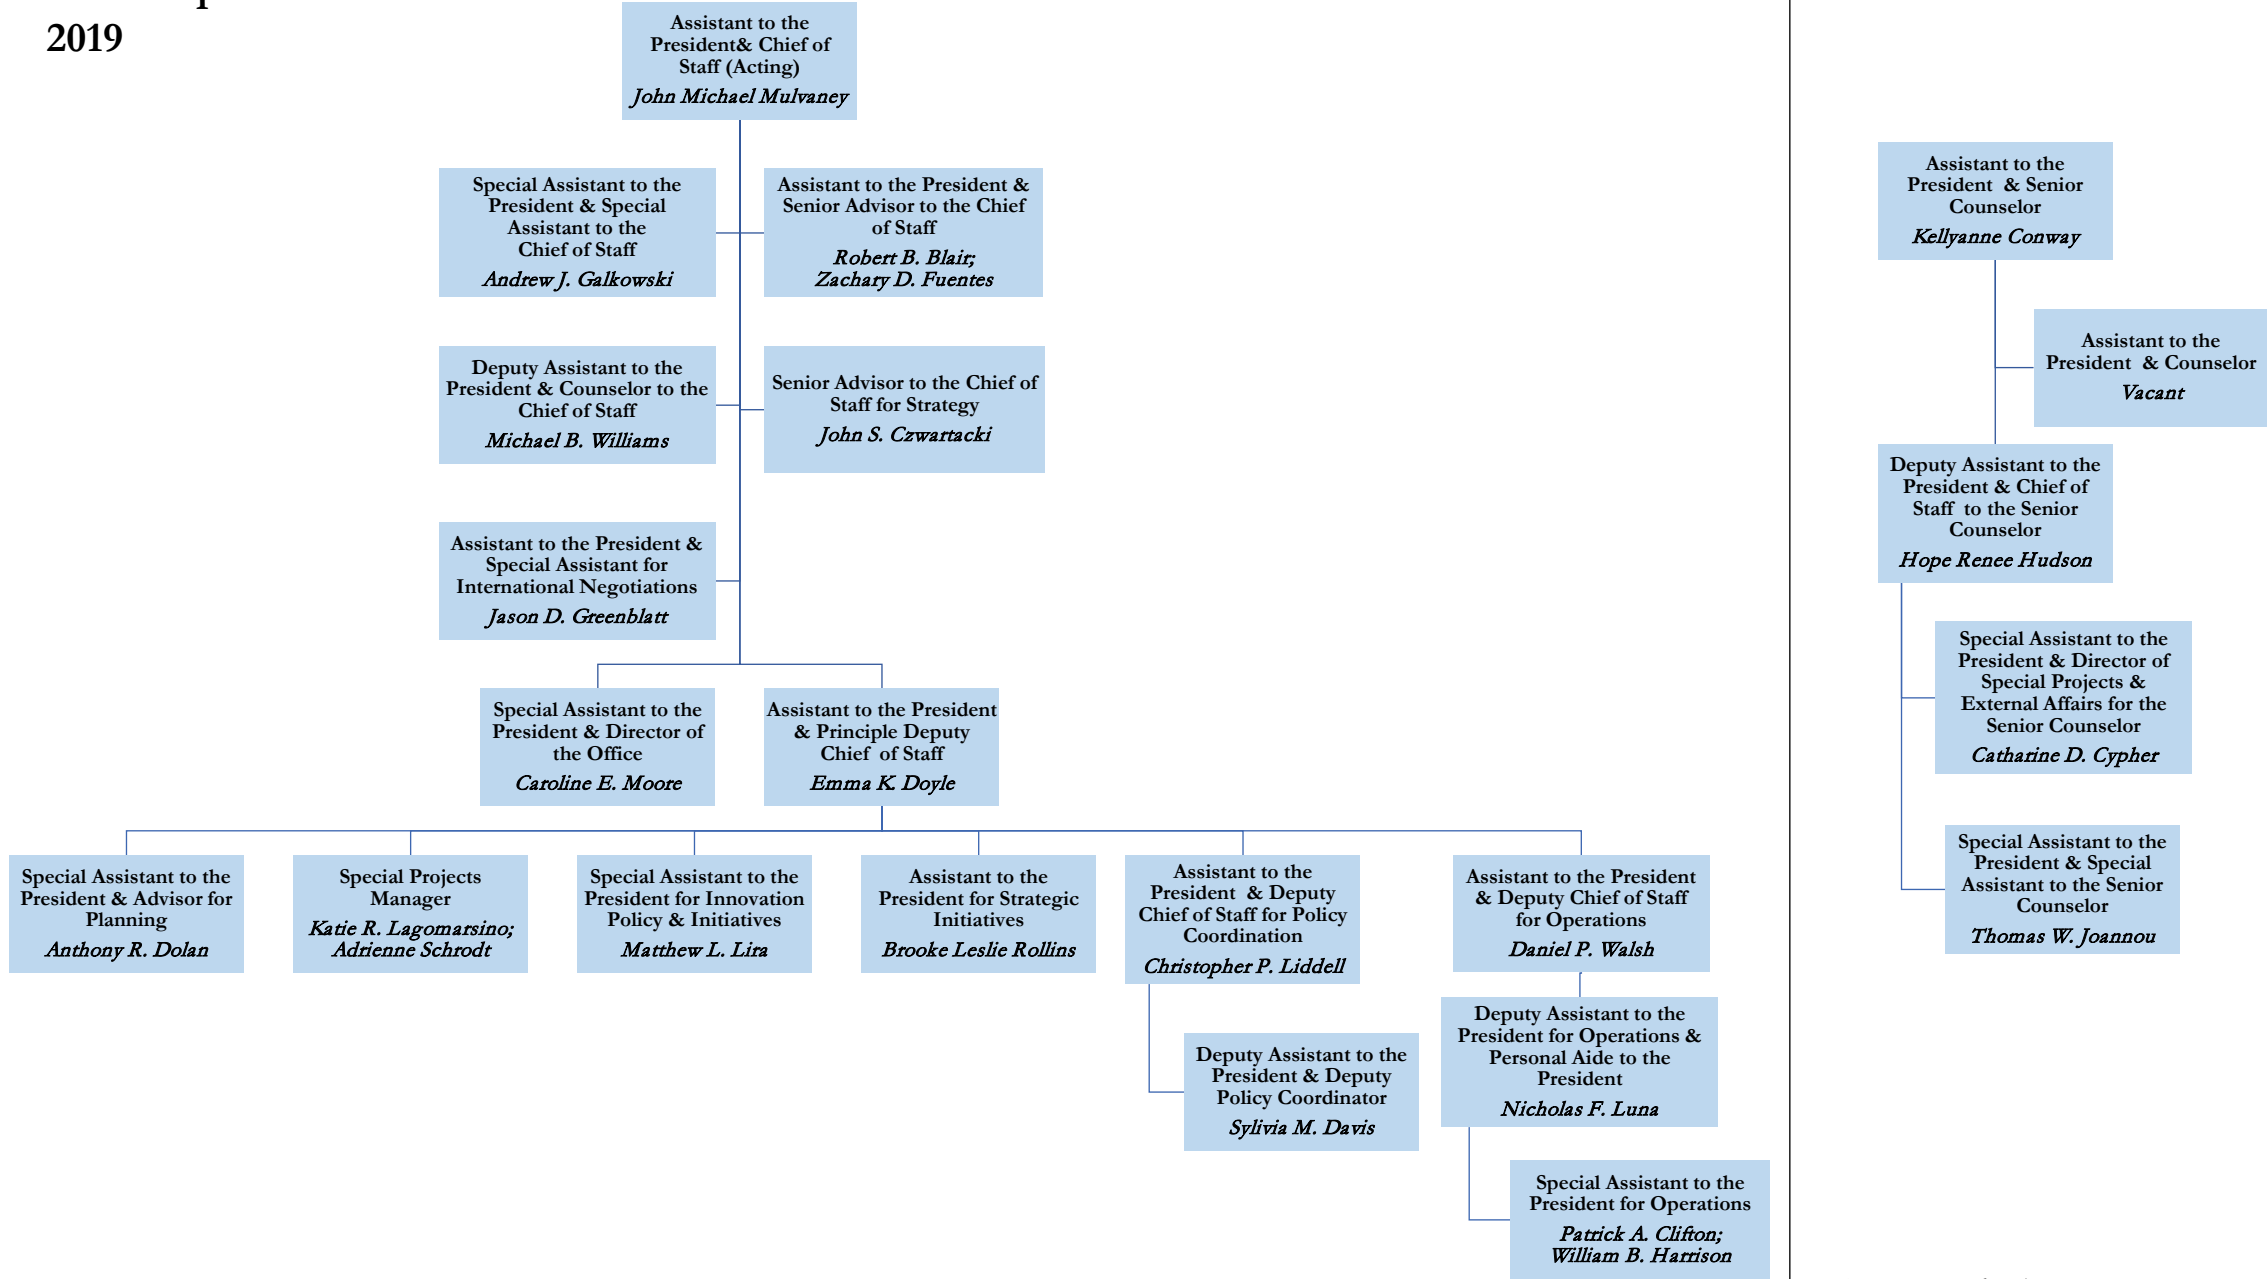 2019
Assistant to the
President& Chief of
Staff (Acting)
John Michael Mulvaney
Special Assistant to the
President & Special
Assistant to the
Chief of Staff
Andrew J. Galkowski
Assistant to the President &
Senior Advisor to the Chief
of Staff
Robert B. Blair;
Zachary D. Fuentes
Deputy Assistant to the
President & Counselor to the
Chief of Staff
Michael B. Williams
Senior Advisor to the Chief of
Staff for Strategy
John S. Czwartacki
Assistant to the President &
Special Assistant for
International Negotiations
Jason D. Greenblatt
Special Assistant to the
President & Director of
the Office
Caroline E. Moore
Assistant to the President
& Principle Deputy
Chief of Staff
Emma K. Doyle
Special Assistant to the
President & Advisor for
Planning
Anthony R. Dolan
Special Projects
Manager
Katie R. Lagomarsino;
Adrienne Schrodt
Special Assistant to the
President for Innovation
Policy & Initiatives
Matthew L. Lira
Assistant to the
President for Strategic
Initiatives
Brooke Leslie Rollins
Assistant to the
President & Deputy
Chief of Staff for Policy
Coordination
Christopher P. Liddell
Deputy Assistant to the
President & Deputy
Policy Coordinator
Sylivia M. Davis
Assistant to the President
& Deputy Chief of Staff
for Operations
Daniel P. Walsh
Deputy Assistant to the
President for Operations &
Personal Aide to the
President
Nicholas F. Luna
Special Assistant to the
President for Operations
Patrick A. Clifton;
William B. Harrison
Assistant to the
President & Senior
Counselor
Kellyanne Conway
Assistant to the
President & Counselor
Vacant
Deputy Assistant to the
President & Chief of
Staff to the Senior
Counselor
Hope Renee Hudson
Special Assistant to the
President & Director of
Special Projects &
External Affairs for the
Senior Counselor
Catharine D. Cypher
Special Assistant to the
President & Special
Assistant to the Senior
Counselor
Thomas W. Joannou